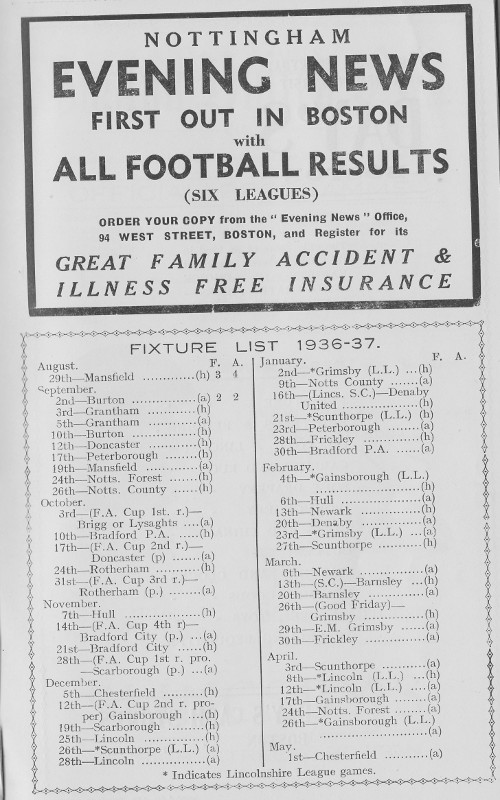 NOTTINGHAM
EVENING NEWS
FIRST OUT IN BOSTON
with
ALL FOOTBALL RESULTS
(SIX LEAGUES)
ORDER YOUR COPY from the "Evening News" Office,
94 WEST STREET, BOSTON, and Register for its
GREAT FAMILY ACCIDENT &
ILLNESS FREE INSURANCE
FIXTURE LIST 1936-37.
August. F. A.
29th—Mansfield .............(h) 3 4
September.
2nd—Burton ................(a) 2 2
3rd—Grantham ............(h)
5th—Grantham ............(a)
10th—Burton ...............(h)
12th—Doncaster ............(h)
17th—Peterborough .........(h)
19th—Mansfield ............(a)
24th—Notts. Forest .........(h)
26th—Notts. County .........(h)
October.
3rd—(F.A. Cup 1st. r.)—
Brigg or Lysaghts ....(a)
10th—Bradford P.A. ......(h)
17th—(F.A. Cup 2nd r.)—
Doncaster (p) .......(a)
24th—Rotherham ............(h)
31st—(F.A. Cup 3rd r.)—
Rotherham (p.) .......(a)
November.
7th—Hull ...................(h)
14th—(F.A. Cup 4th r)—
Bradford City (p.) ...(a)
21st—Bradford City ......(h)
28th—(F.A. Cup 1st r. pro.
—Scarborough (p.) ...(a)
December.
5th—Chesterfield ............(h)
12th—(F.A. Cup 2nd r. pro-
per) Gainsborough ...(h)
19th—Scarborough .........(h)
25th—Lincoln ...............(h)
26th—*Scunthorpe (L.L.) (a)
28th—Lincoln ...............(a)
January. F. A.
2nd—*Grimsby (L.L.) ...(h)
9th—Notts County .......(a)
16th—(Lincs. S.C.)—Denaby
United ...................(h)
21st—*Scunthorpe (L.L.) (h)
23rd—Peterborough .......(a)
28th—Frickley .............(h)
30th—Bradford P.A. ......(a)
February.
4th—*Gainsborough (L.L.)
............................(h)
6th—Hull ..................(a)
13th—Newark ..............(h)
20th—Denaby .............(a)
23rd—*Grimsby (L.L.) ...(a)
27th—Scunthorpe .........(h)
March.
6th—Newark ...............(a)
13th—(S.C.)—Barnsley ...(h)
20th—Barnsley ............(a)
26th—(Good Friday)—
Grimsby ...............(h)
29th—E.M. Grimsby ......(a)
30th—Frickley ............(a)
April.
3rd—Scunthorpe .........(a)
8th—*Lincoln (L.L.) ...(h)
12th—*Lincoln (L.L.) ....(a)
17th—Gainsborough .......(a)
24th—Notts. Forest .......(a)
26th—*Gainsborough (L.L.)
............................(a)
May.
1st—Chesterfield ..........(a)
* Indicates Lincolnshire League games.